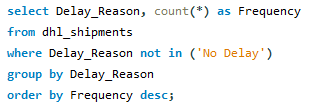 select Delay_Reason, count(*) as Frequency
from dhl_shipments
where Delay_Reason not in ('No Delay')
group by Delay_Reason
order by Frequency desc;